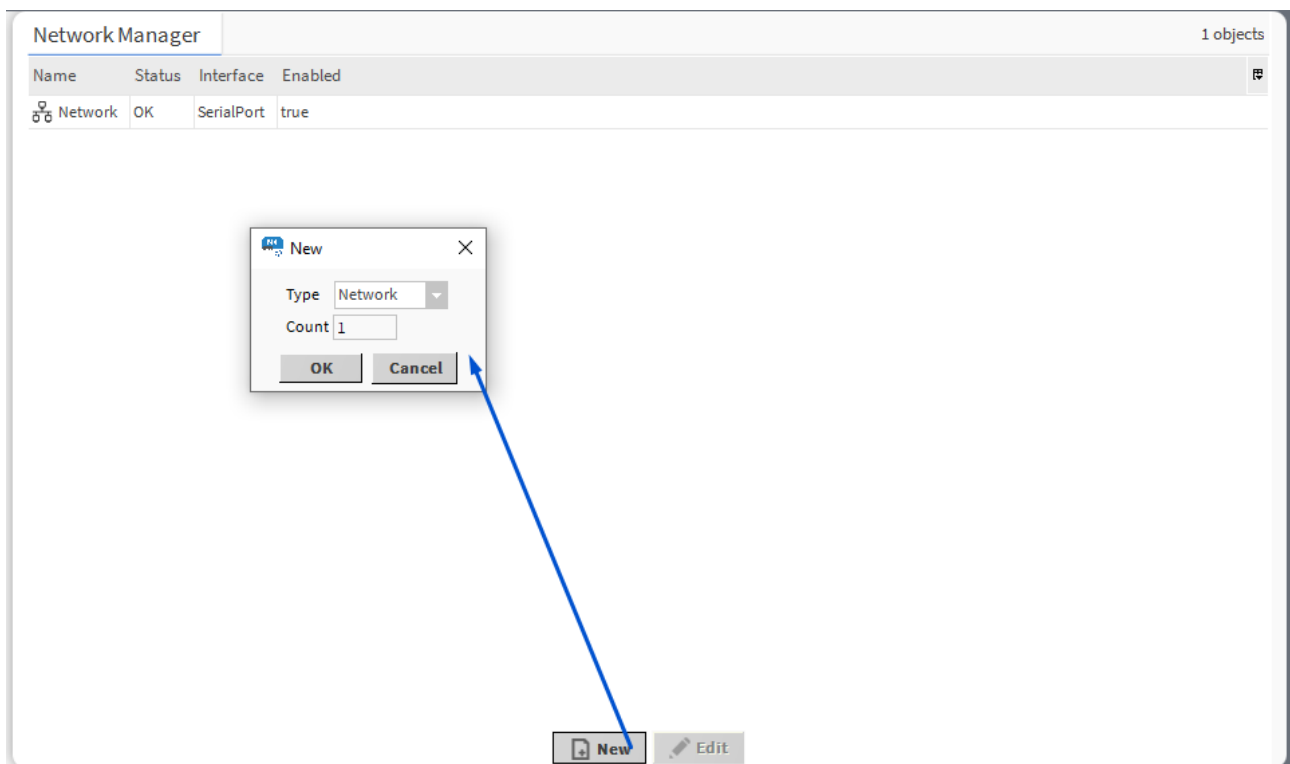 Network Manager 1 objects
Name Status Interface Enabled
Network OK SerialPort true
New
Type Network
Count 1
OK Cancel
New Edit